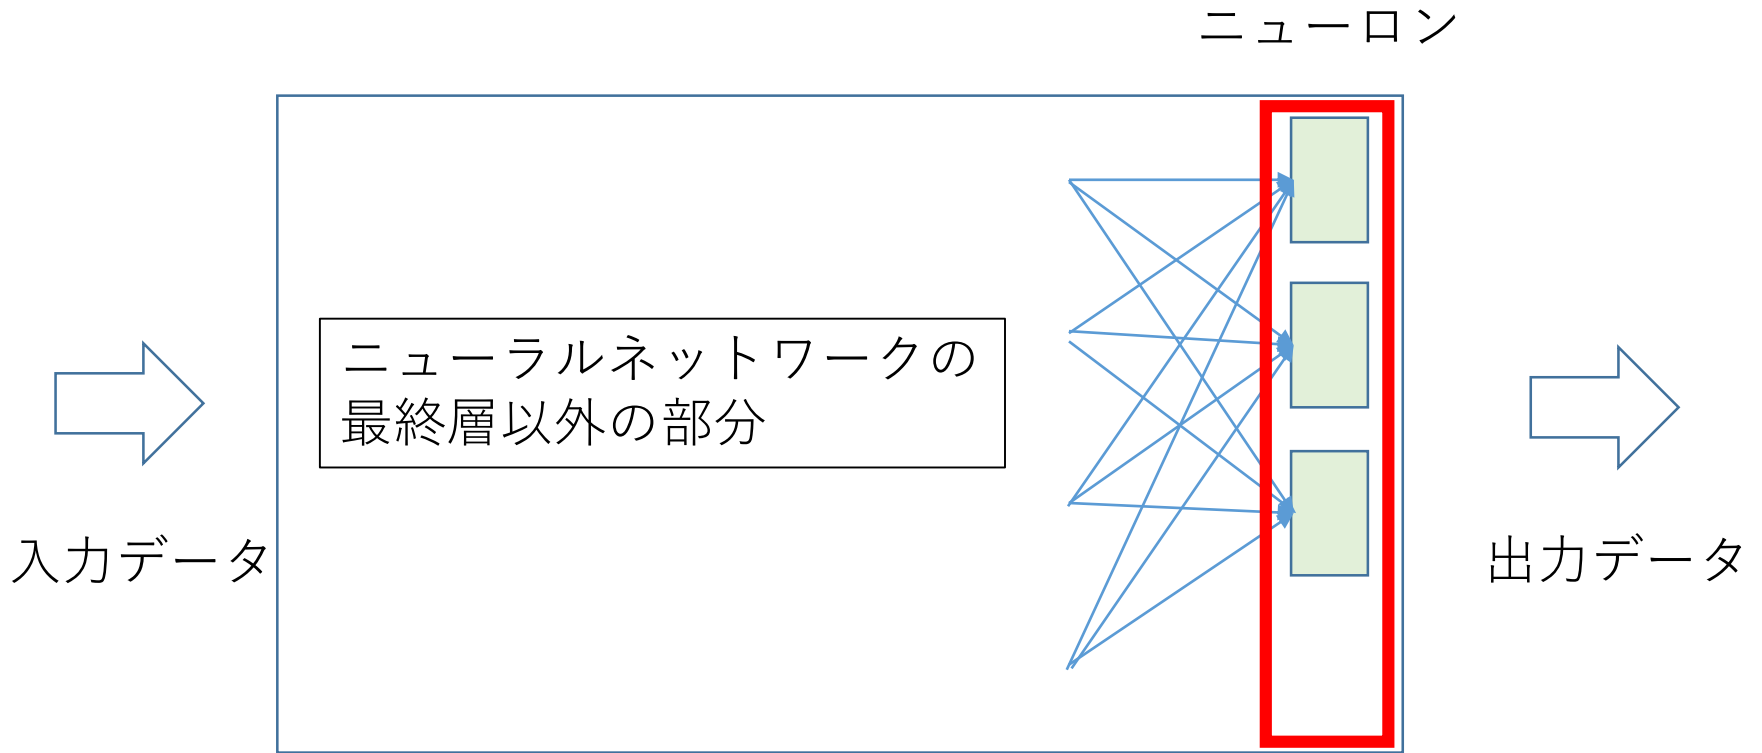 ニューロン
ニューラルネットワークの
最終層以外の部分
入力データ
出力データ